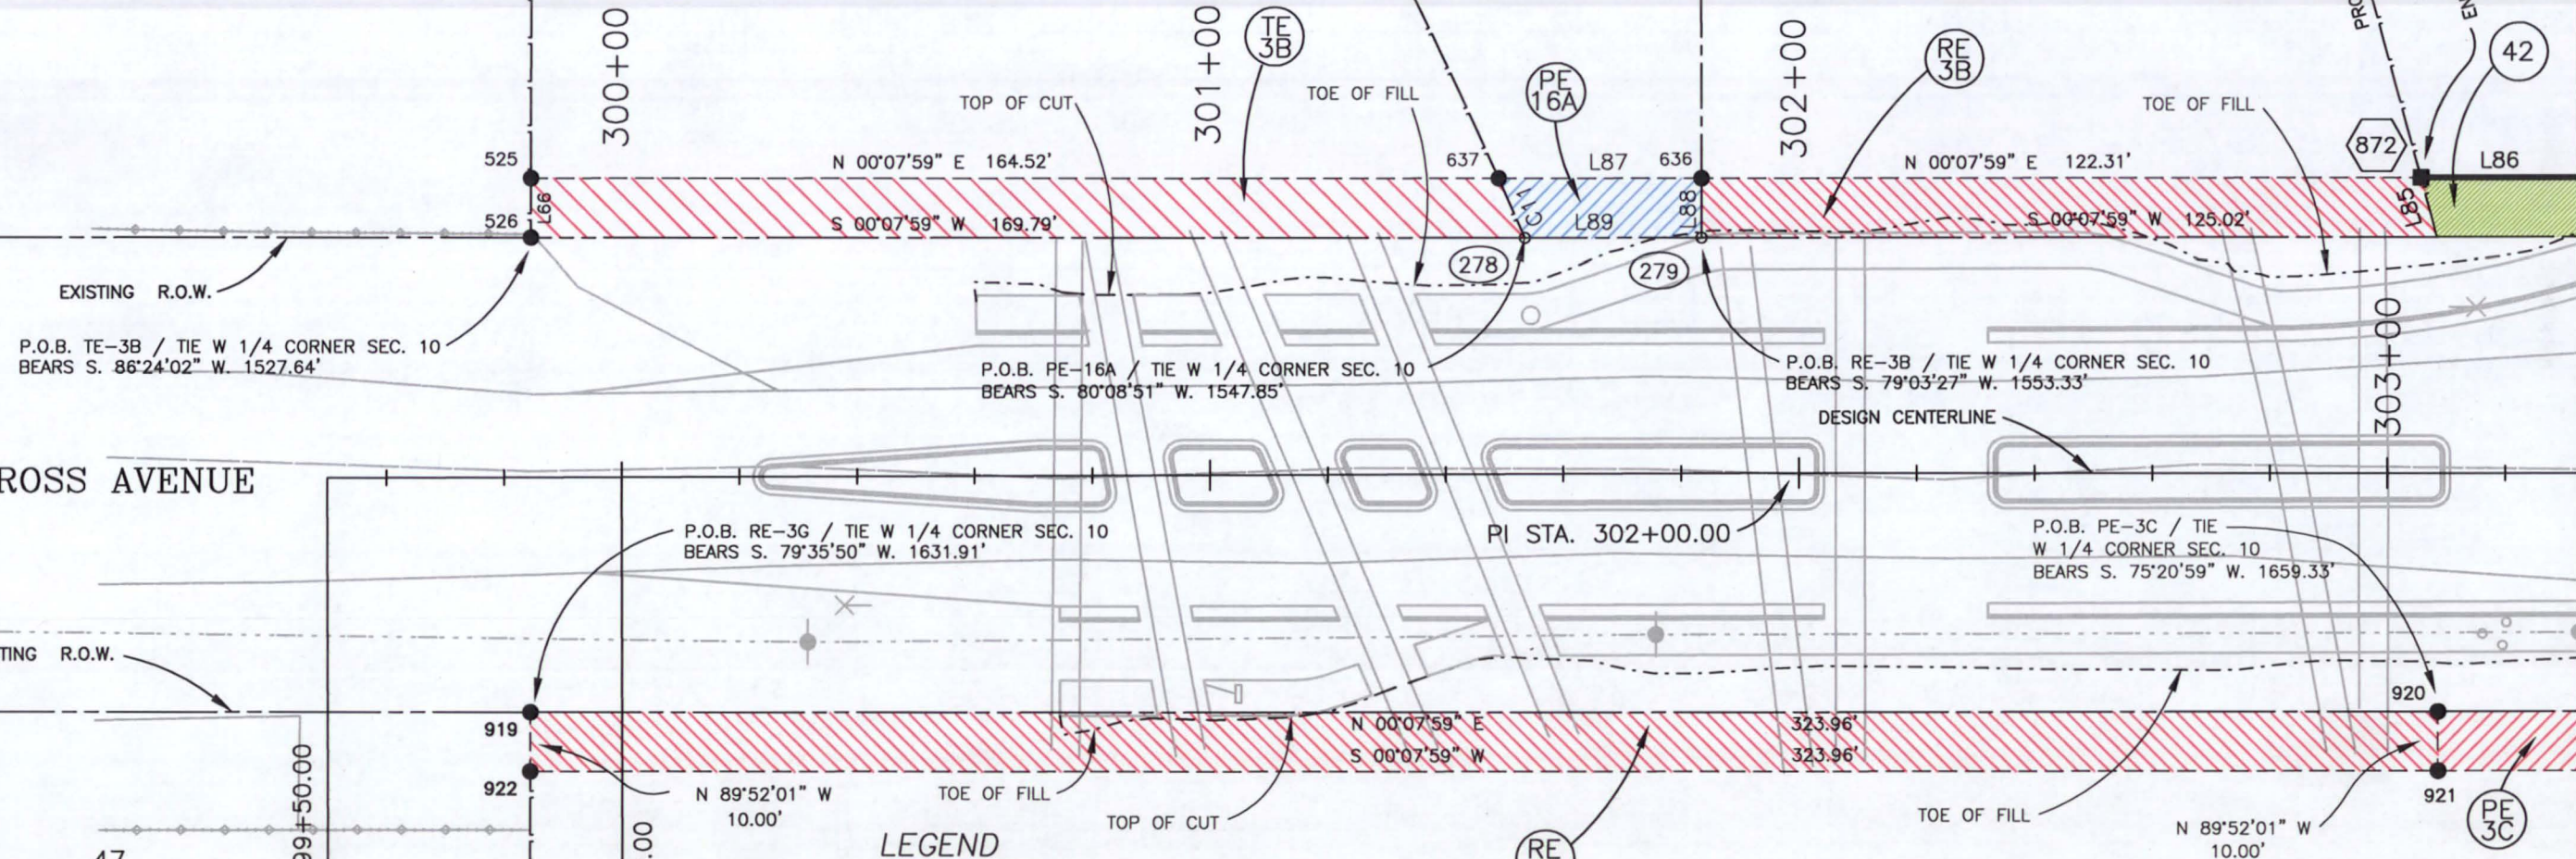 300+00
301+00
302+00
303+00
TE
3B
PE
16A
RE
3B
42
TOP OF CUT
TOE OF FILL
TOE OF FILL
872
525
N 00°07'59" E 164.52'
637
L87
636
N 00°07'59" E 122.31'
L86
526
L66
S 00°07'59" W 169.79'
L89
L88
S 00°07'59" W 125.02'
L85
278
279
EXISTING R.O.W.
P.O.B. TE-3B / TIE W 1/4 CORNER SEC. 10
BEARS S. 86°24'02" W. 1527.64'
P.O.B. PE-16A / TIE W 1/4 CORNER SEC. 10
BEARS S. 80°08'51" W. 1547.85'
P.O.B. RE-3B / TIE W 1/4 CORNER SEC. 10
BEARS S. 79°03'27" W. 1553.33'
DESIGN CENTERLINE
ROSS AVENUE
P.O.B. RE-3G / TIE W 1/4 CORNER SEC. 10
BEARS S. 79°35'50" W. 1631.91'
PI STA. 302+00.00
P.O.B. PE-3C / TIE
W 1/4 CORNER SEC. 10
BEARS S. 75°20'59" W. 1659.33'
TING R.O.W.
919
920
N 00°07'59" E 323.96'
S 00°07'59" W 323.96'
922
921
99+50.00
.00
N 89°52'01" W
10.00'
TOE OF FILL
TOP OF CUT
TOE OF FILL
N 89°52'01" W
10.00'
PE
3C
LEGEND
RE
47